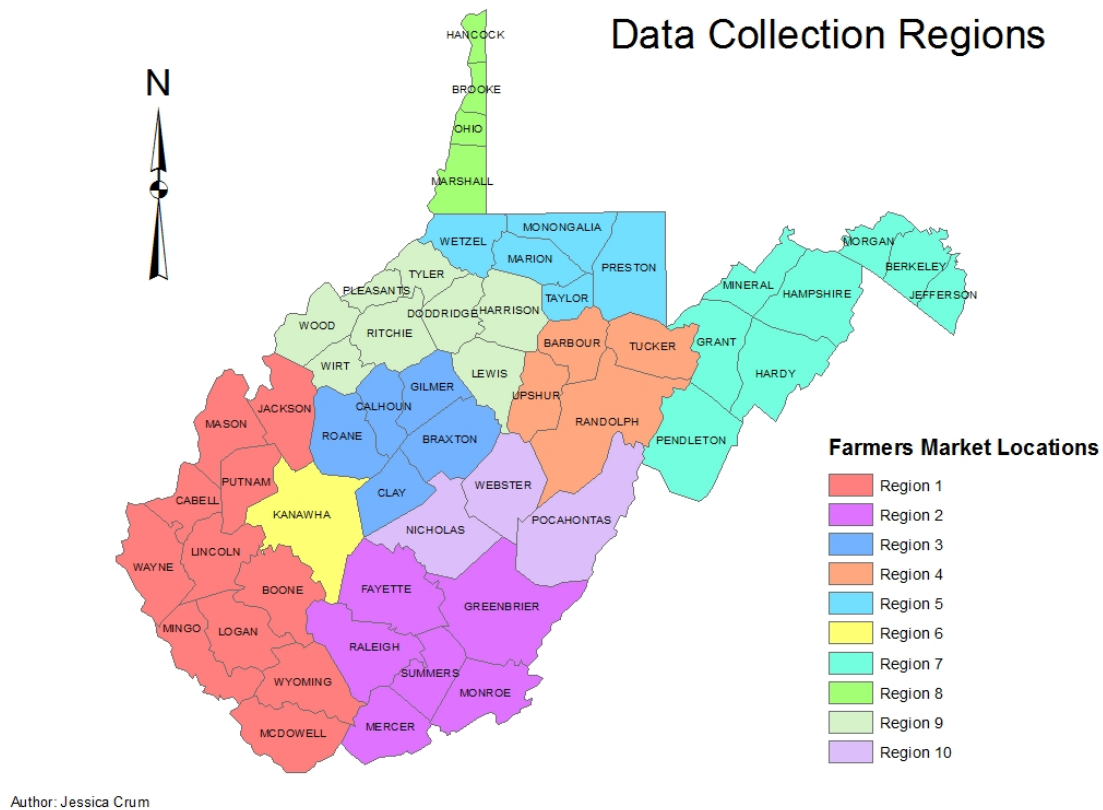 Data Collection Regions
N
HANCOCK
BROOKE
OHIO
MARSHALL
WETZEL
MONONGALIA
MARION
PRESTON
TAYLOR
MORGAN
BERKELEY
JEFFERSON
MINERAL
HAMPSHIRE
GRANT
HARDY
PENDLETON
TYLER
PLEASANTS
DODDRIDGE
HARRISON
WOOD
RITCHIE
WIRT
LEWIS
BARBOUR
TUCKER
UPSHUR
RANDOLPH
GILMER
CALHOUN
ROANE
BRAXTON
CLAY
JACKSON
MASON
PUTNAM
CABELL
KANAWHA
WEBSTER
NICHOLAS
POCAHONTAS
LINCOLN
WAYNE
BOONE
MINGO
LOGAN
WYOMING
MCDOWELL
FAYETTE
GREENBRIER
RALEIGH
SUMMERS
MONROE
MERCER
Farmers Market Locations
Region 1
Region 2
Region 3
Region 4
Region 5
Region 6
Region 7
Region 8
Region 9
Region 10
Author: Jessica Crum